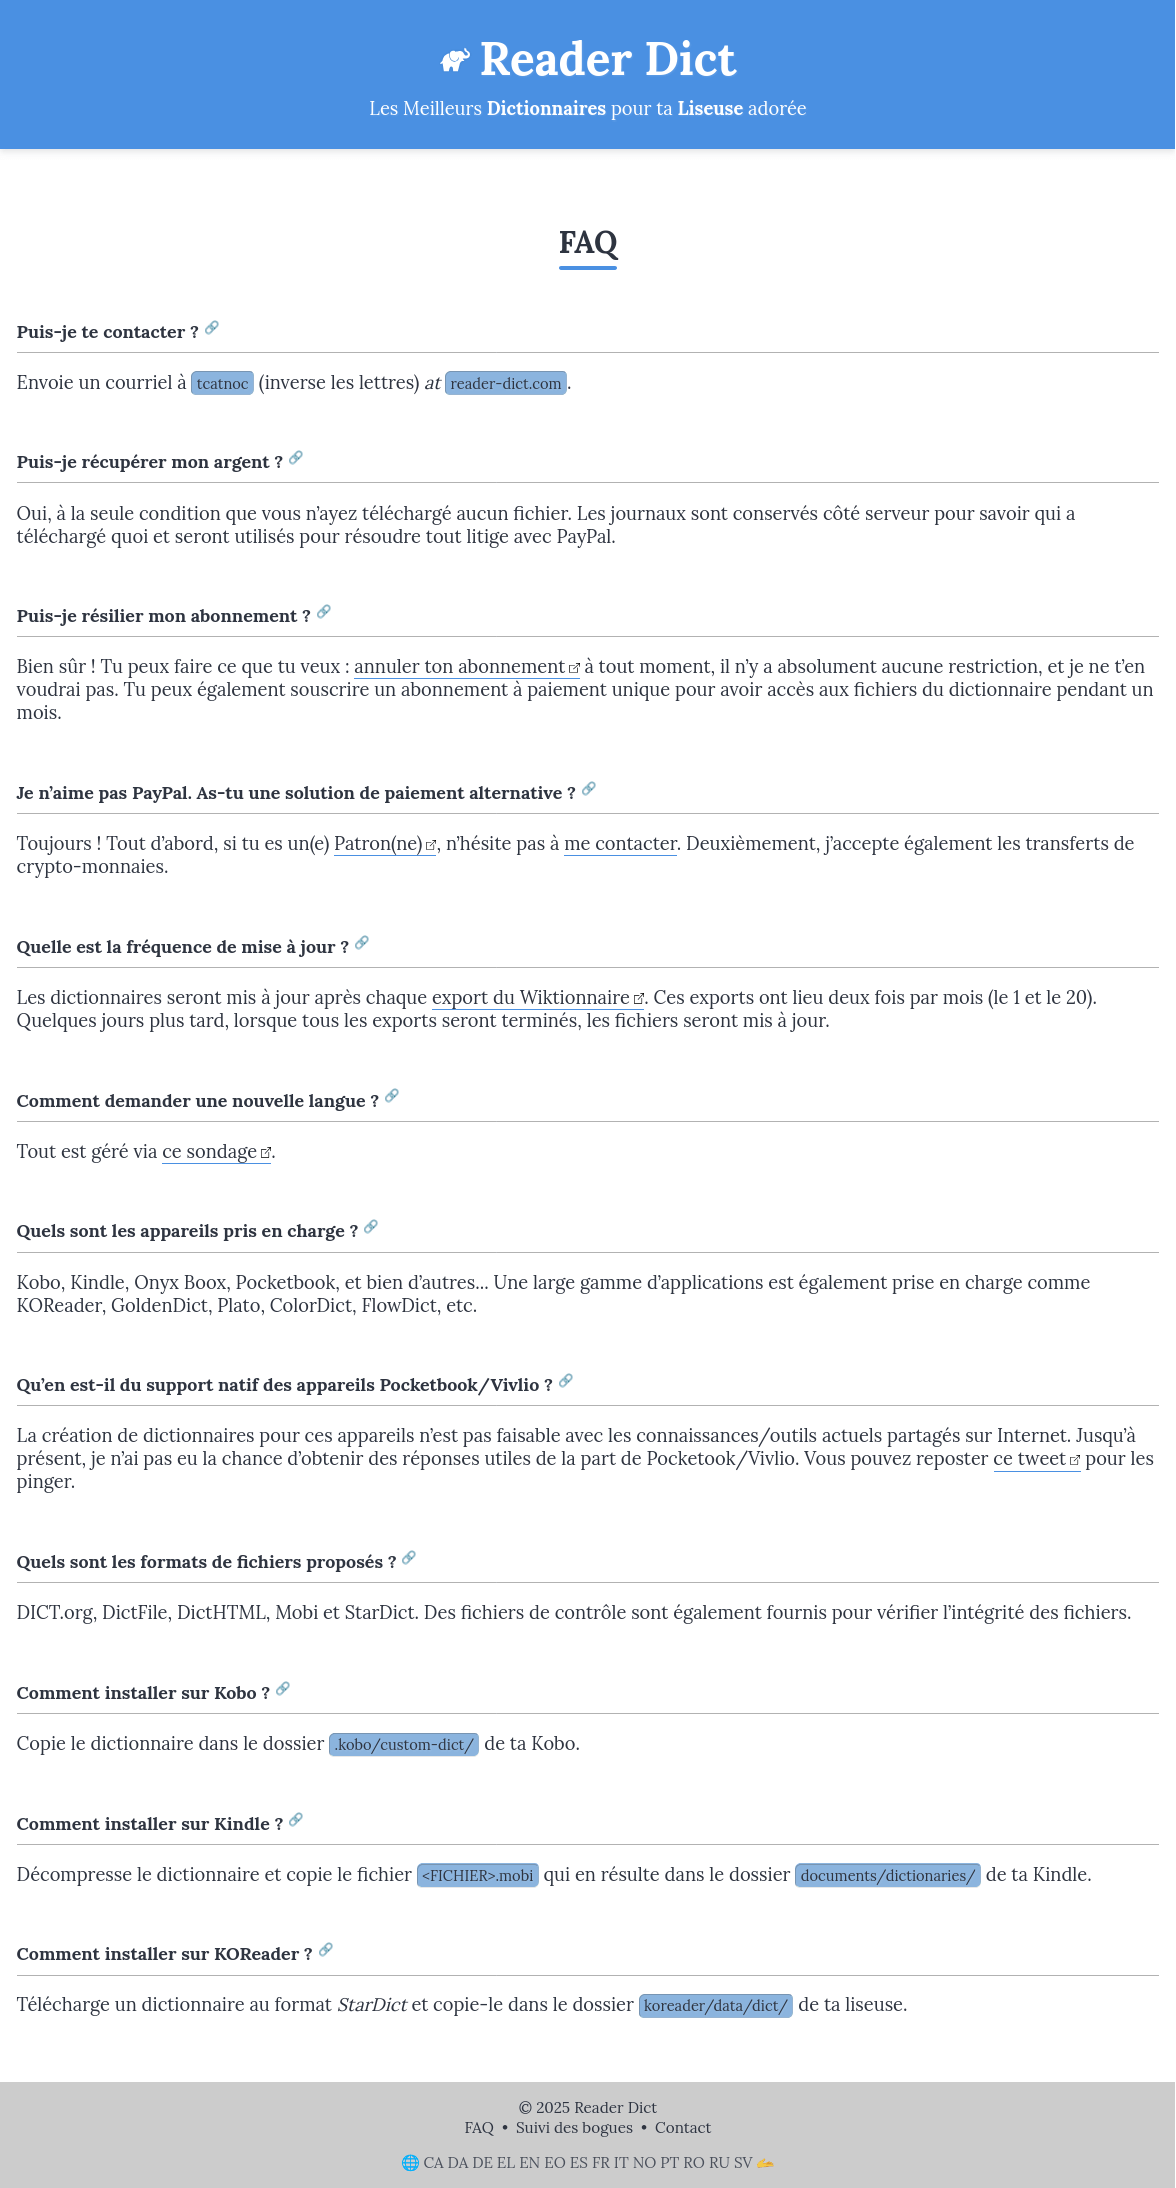 Reader Dict
Les Meilleurs Dictionnaires pour ta Liseuse adorée
FAQ
Puis-je te contacter ? 🔗
Envoie un courriel à tcatnoc (inverse les lettres) at reader-dict.com.
Puis-je récupérer mon argent ? 🔗
Oui, à la seule condition que vous n’ayez téléchargé aucun fichier. Les journaux sont conservés côté serveur pour savoir qui a
téléchargé quoi et seront utilisés pour résoudre tout litige avec PayPal.
Puis-je résilier mon abonnement ? 🔗
Bien sûr ! Tu peux faire ce que tu veux : annuler ton abonnement à tout moment, il n’y a absolument aucune restriction, et je ne t’en
voudrai pas. Tu peux également souscrire un abonnement à paiement unique pour avoir accès aux fichiers du dictionnaire pendant un
mois.
Je n’aime pas PayPal. As-tu une solution de paiement alternative ? 🔗
Toujours ! Tout d’abord, si tu es un(e) Patron(ne), n’hésite pas à me contacter. Deuxièmement, j’accepte également les transferts de
crypto-monnaies.
Quelle est la fréquence de mise à jour ? 🔗
Les dictionnaires seront mis à jour après chaque export du Wiktionnaire. Ces exports ont lieu deux fois par mois (le 1 et le 20).
Quelques jours plus tard, lorsque tous les exports seront terminés, les fichiers seront mis à jour.
Comment demander une nouvelle langue ? 🔗
Tout est géré via ce sondage.
Quels sont les appareils pris en charge ? 🔗
Kobo, Kindle, Onyx Boox, Pocketbook, et bien d’autres... Une large gamme d’applications est également prise en charge comme
KOReader, GoldenDict, Plato, ColorDict, FlowDict, etc.
Qu’en est-il du support natif des appareils Pocketbook/Vivlio ? 🔗
La création de dictionnaires pour ces appareils n’est pas faisable avec les connaissances/outils actuels partagés sur Internet. Jusqu’à
présent, je n’ai pas eu la chance d’obtenir des réponses utiles de la part de Pocketook/Vivlio. Vous pouvez reposter ce tweet pour les
pinger.
Quels sont les formats de fichiers proposés ? 🔗
DICT.org, DictFile, DictHTML, Mobi et StarDict. Des fichiers de contrôle sont également fournis pour vérifier l’intégrité des fichiers.
Comment installer sur Kobo ? 🔗
Copie le dictionnaire dans le dossier .kobo/custom-dict/ de ta Kobo.
Comment installer sur Kindle ? 🔗
Décompresse le dictionnaire et copie le fichier <FICHIER>.mobi qui en résulte dans le dossier documents/dictionaries/ de ta Kindle.
Comment installer sur KOReader ? 🔗
Télécharge un dictionnaire au format StarDict et copie-le dans le dossier koreader/data/dict/ de ta liseuse.
© 2025 Reader Dict
FAQ • Suivi des bogues • Contact
🌐 CA DA DE EL EN EO ES FR IT NO PT RO RU SV 🫴